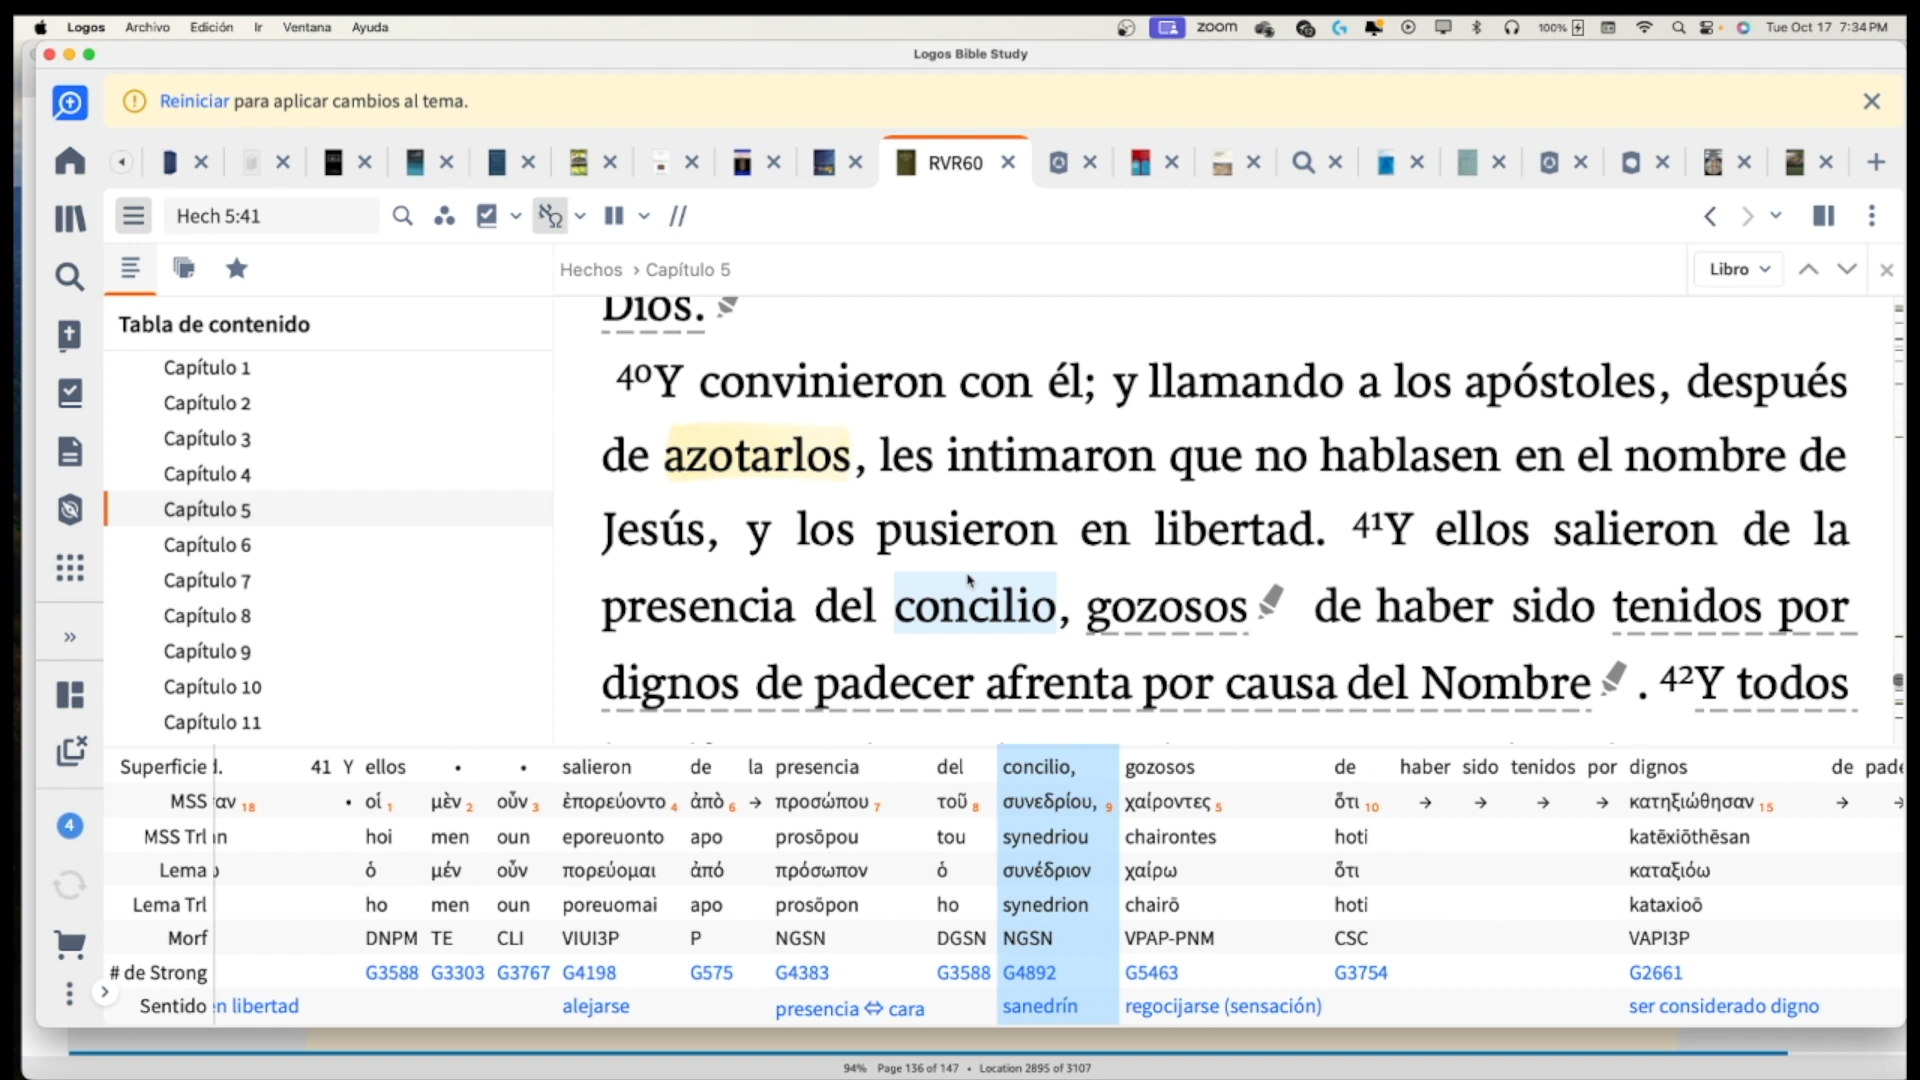 Logos Archivo Edición Ir Ventana Ayuda zoom 100% Tue Oct 17 7:34 PM
Logos Bible Study
Reiniciar para aplicar cambios al tema.
RVR60
Hech 5:41
Hechos › Capítulo 5 Libro
Tabla de contenido
Capítulo 1
Capítulo 2
Capítulo 3
Capítulo 4
Capítulo 5
Capítulo 6
Capítulo 7
Capítulo 8
Capítulo 9
Capítulo 10
Capítulo 11
Dios.
40Y convinieron con él; y llamando a los apóstoles, después
de azotarlos, les intimaron que no hablasen en el nombre de
Jesús, y los pusieron en libertad. 41Y ellos salieron de la
presencia del concilio, gozosos de haber sido tenidos por
dignos de padecer afrenta por causa del Nombre. 42Y todos
Superficie d. 41 Y ellos • • salieron de la presencia del concilio, gozosos de haber sido tenidos por dignos de pade
MSS αν 18 • οἱ 1 μὲν 2 οὖν 3 ἐπορεύοντο 4 ἀπὸ 6 → προσώπου 7 τοῦ 8 συνεδρίου, 9 χαίροντες 5 ὅτι 10 → → → → κατηξιώθησαν 15 → →
MSS Trl n hoi men oun eporeuonto apo prosōpou tou synedriou chairontes hoti katēxiōthēsan
Lema ὁ μέν οὖν πορεύομαι ἀπό πρόσωπον ὁ συνέδριον χαίρω ὅτι καταξιόω
Lema Trl ho men oun poreuomai apo prosōpon ho synedrion chairō hoti kataxioō
Morf DNPM TE CLI VIUI3P P NGSN DGSN NGSN VPAP-PNM CSC VAPI3P
# de Strong G3588 G3303 G3767 G4198 G575 G4383 G3588 G4892 G5463 G3754 G2661
Sentido n libertad alejarse presencia ⇔ cara sanedrín regocijarse (sensación) ser considerado digno
4
94% Page 136 of 147 • Location 2895 of 3107